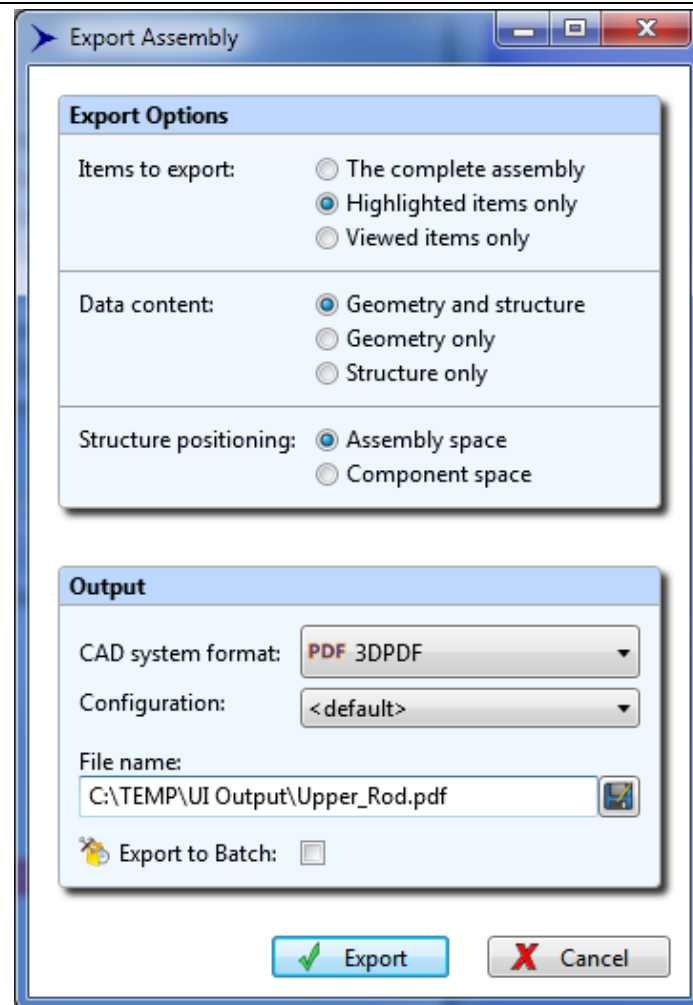 Export Assembly
Export Options
Items to export: The complete assembly
Highlighted items only
Viewed items only
Data content: Geometry and structure
Geometry only
Structure only
Structure positioning: Assembly space
Component space
Output
CAD system format: PDF 3DPDF
Configuration: <default>
File name:
C:\TEMP\UI Output\Upper_Rod.pdf
Export to Batch:
Export Cancel